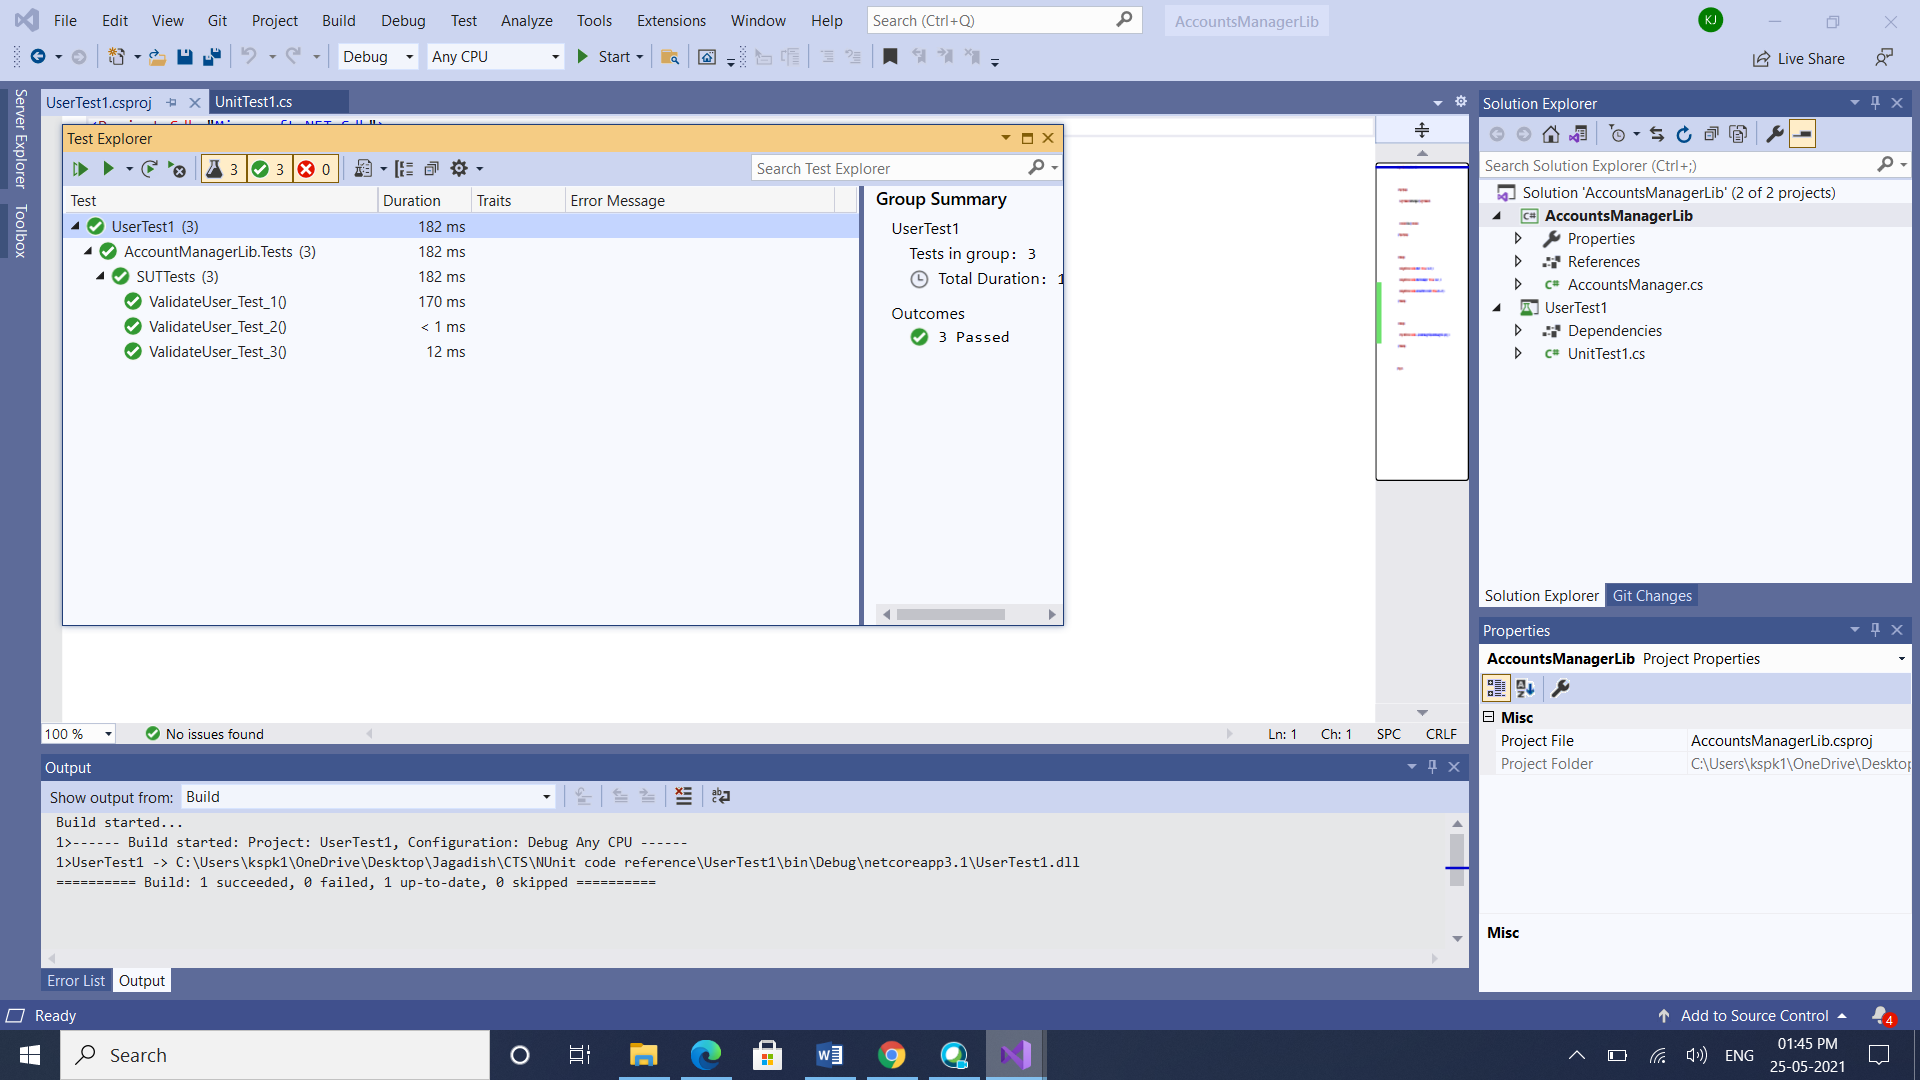 File Edit View Git Project Build Debug Test Analyze Tools Extensions Window Help Search (Ctrl+Q) AccountsManagerLib KJ
Debug Any CPU Start Live Share
Server Explorer
Toolbox
UserTest1.csproj UnitTest1.cs
Test Explorer
3 3 0 Search Test Explorer
Test Duration Traits Error Message
UserTest1 (3) 182 ms
AccountManagerLib.Tests (3) 182 ms
SUTTests (3) 182 ms
ValidateUser_Test_1() 170 ms
ValidateUser_Test_2() < 1 ms
ValidateUser_Test_3() 12 ms
Group Summary
UserTest1
Tests in group: 3
Total Duration: 1
Outcomes
3 Passed
100 % No issues found Ln: 1 Ch: 1 SPC CRLF
Output
Show output from: Build
Build started...
1>------ Build started: Project: UserTest1, Configuration: Debug Any CPU ------
1>UserTest1 -> C:\Users\kspk1\OneDrive\Desktop\Jagadish\CTS\NUnit code reference\UserTest1\bin\Debug\netcoreapp3.1\UserTest1.dll
========== Build: 1 succeeded, 0 failed, 1 up-to-date, 0 skipped ==========
Error List Output
Solution Explorer
Search Solution Explorer (Ctrl+;)
Solution 'AccountsManagerLib' (2 of 2 projects)
C# AccountsManagerLib
Properties
References
C# AccountsManager.cs
UserTest1
Dependencies
C# UnitTest1.cs
Solution Explorer Git Changes
Properties
AccountsManagerLib Project Properties
Misc
Project File AccountsManagerLib.csproj
Project Folder C:\Users\kspk1\OneDrive\Desktop
Misc
Ready Add to Source Control 4
Search ENG 01:45 PM
25-05-2021